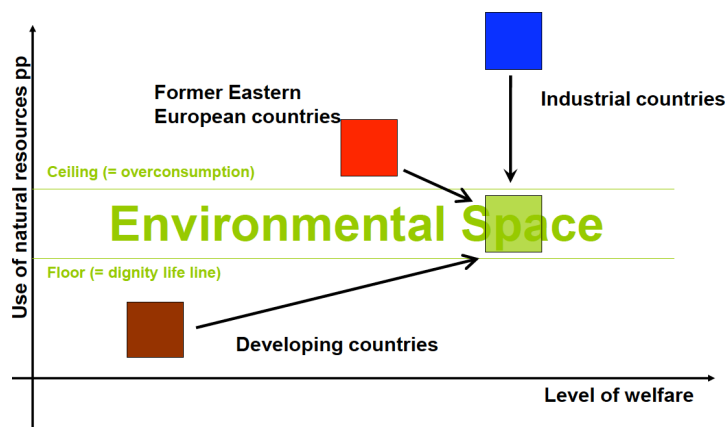 Use of natural resources pp
Former Eastern
European countries
Industrial countries
Ceiling (= overconsumption)
Environmental Space
Floor (= dignity life line)
Developing countries
Level of welfare